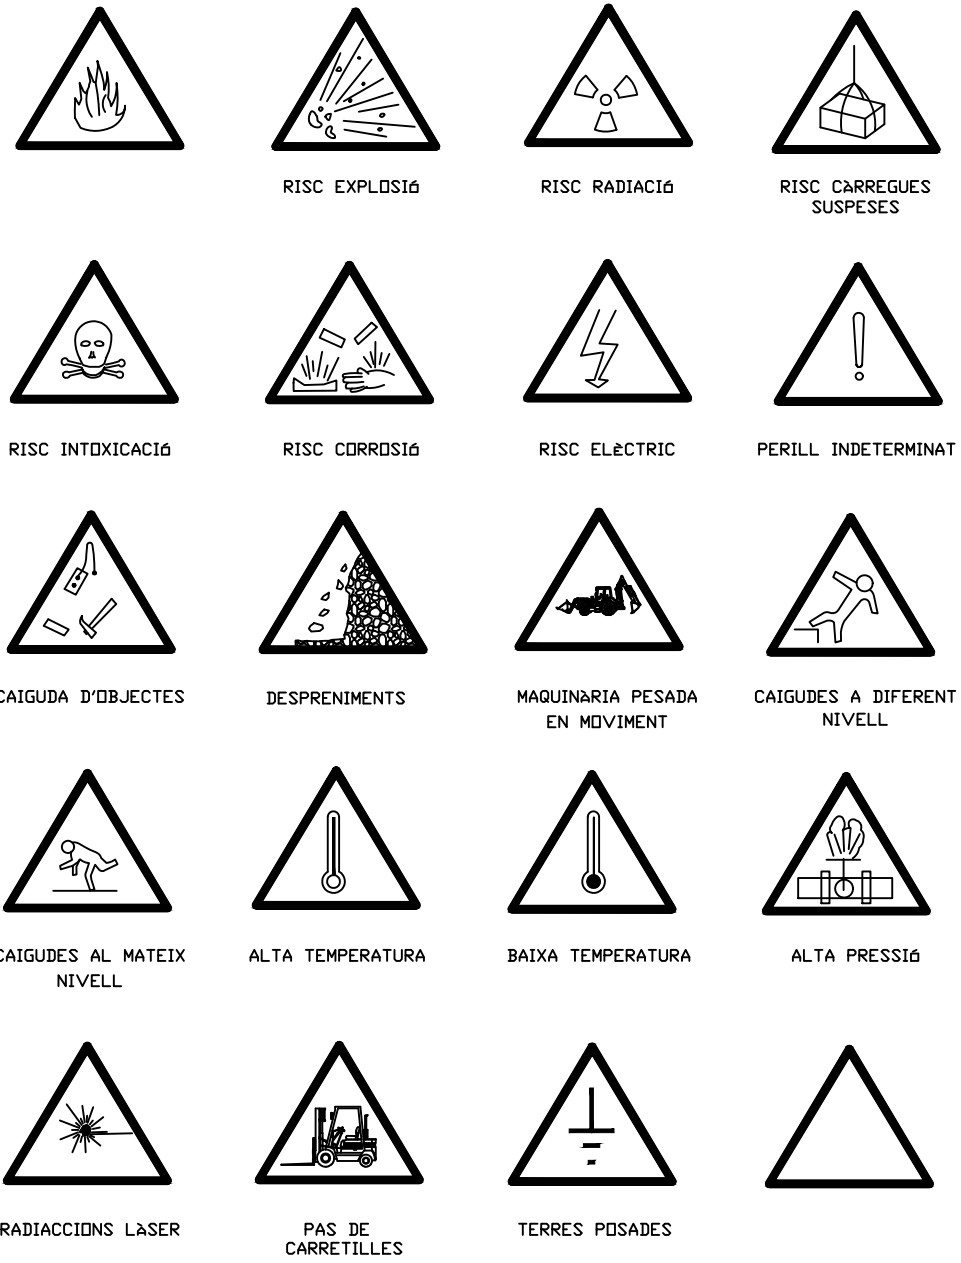 RISC EXPLOSIÓ
RISC RADIACIÓ
RISC CÀRREGUES
SUSPESES
RISC INTOXICACIÓ
RISC CORROSIÓ
RISC ELÈCTRIC
PERILL INDETERMINAT
CAIGUDA D'OBJECTES
DESPRENIMENTS
MAQUINÀRIA PESADA
EN MOVIMENT
CAIGUDES A DIFERENT
NIVELL
CAIGUDES AL MATEIX
NIVELL
ALTA TEMPERATURA
BAIXA TEMPERATURA
ALTA PRESSIÓ
RADIACCIONS LÀSER
PAS DE
CARRETILLES
TERRES POSADES